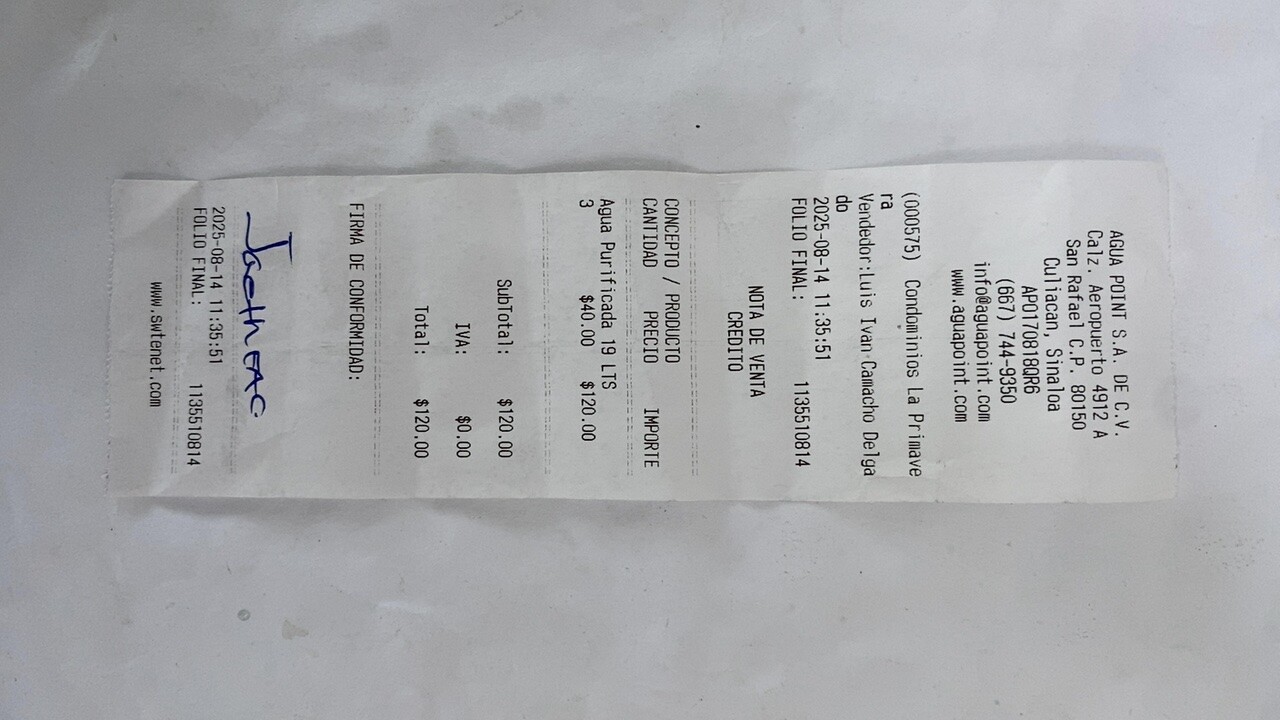 AGUA POINT S.A. DE C.V.
Calz. Aeropuerto 4912 A
San Rafael C.P. 80150
Culiacan, Sinaloa
APO170818QR6
(667) 744-9350
info@aguapoint.com
www.aguapoint.com
(000575) Condominios La Primave
ra
Vendedor:Luis Ivan Camacho Delga
do
2025-08-14 11:35:51
FOLIO FINAL: 1135510814
NOTA DE VENTA
CREDITO
CONCEPTO / PRODUCTO
CANTIDAD PRECIO IMPORTE
Agua Purificada 19 LTS
3 $40.00 $120.00
SubTotal: $120.00
IVA: $0.00
Total: $120.00
FIRMA DE CONFORMIDAD:
2025-08-14 11:35:51
FOLIO FINAL: 1135510814
www.swtenet.com